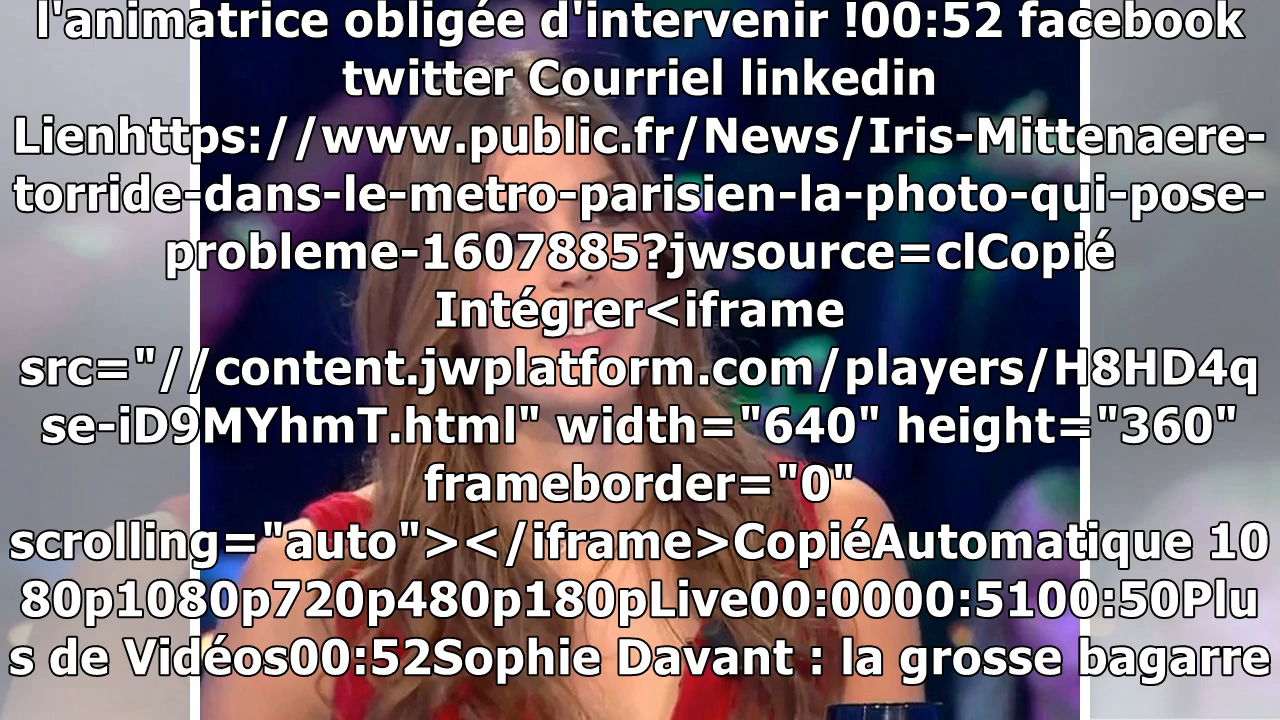 l'animatrice obligée d'intervenir !00:52 facebook
twitter Courriel linkedin
Lienhttps://www.public.fr/News/Iris-Mittenaere-
torride-dans-le-metro-parisien-la-photo-qui-pose-
probleme-1607885?jwsource=clCopié
Intégrer<iframe
src="//content.jwplatform.com/players/H8HD4q
se-iD9MYhmT.html" width="640" height="360"
frameborder="0"
scrolling="auto"></iframe>CopiéAutomatique 10
80p1080p720p480p180pLive00:0000:5100:50Plu
s de Vidéos00:52Sophie Davant : la grosse bagarre